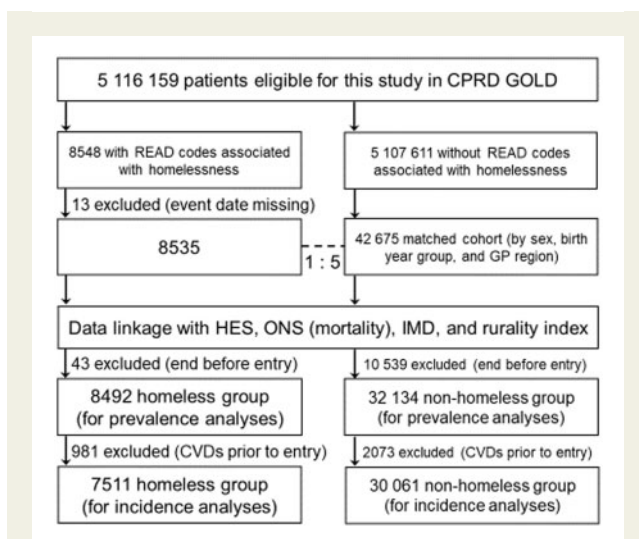 5 116 159 patients eligible for this study in CPRD GOLD
8548 with READ codes associated
with homelessness
5 107 611 without READ codes
associated with homelessness
13 excluded (event date missing)
8535
1 : 5
42 675 matched cohort (by sex, birth
year group, and GP region)
Data linkage with HES, ONS (mortality), IMD, and rurality index
43 excluded (end before entry)
10 539 excluded (end before entry)
8492 homeless group
(for prevalence analyses)
32 134 non-homeless group
(for prevalence analyses)
981 excluded (CVDs prior to entry)
2073 excluded (CVDs prior to entry)
7511 homeless group
(for incidence analyses)
30 061 non-homeless group
(for incidence analyses)